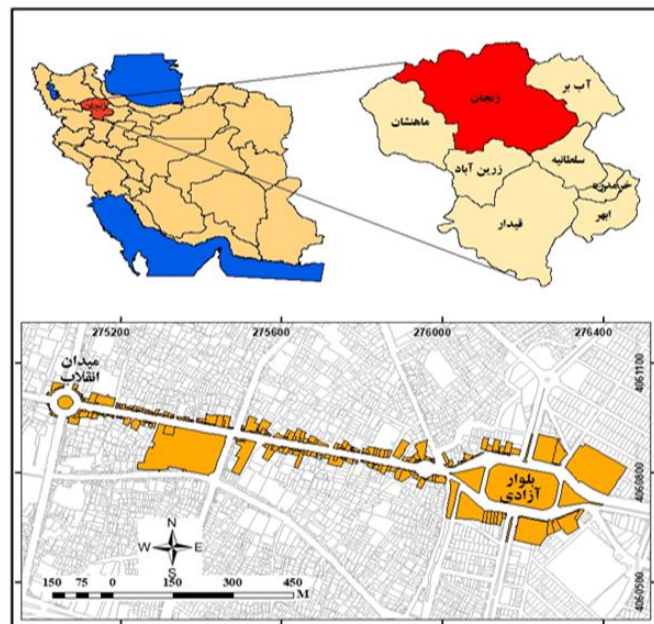 زنجان
زنجان
آب بر
ماهنشان
سلطانیه
زرین آباد
خرمدره
ابهر
قیدار
275200
275600
276000
276400
4061100
4060800
4060500
میدان
انقلاب
بلوار
آزادی
N
W E
S
150 75 0 150 300 450
M